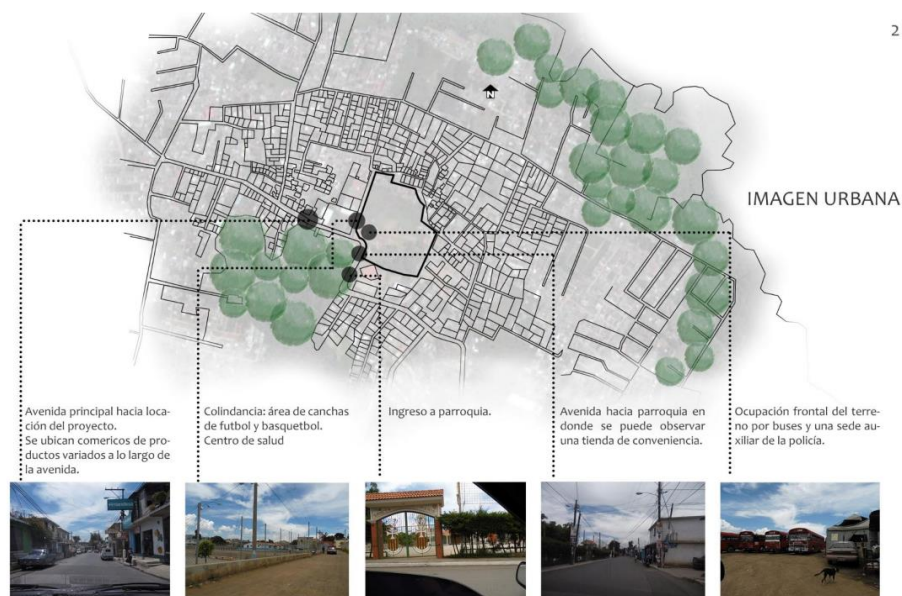 2
N
IMAGEN URBANA
Avenida principal hacia loca-
ción del proyecto.
Se ubican comericos de pro-
ductos variados a lo largo de
la avenida.
Colindancia: área de canchas
de futbol y basquetbol.
Centro de salud
Ingreso a parroquia.
Avenida hacia parroquia en
donde se puede observar
una tienda de conveniencia.
Ocupación frontal del terre-
no por buses y una sede au-
xiliar de la policía.